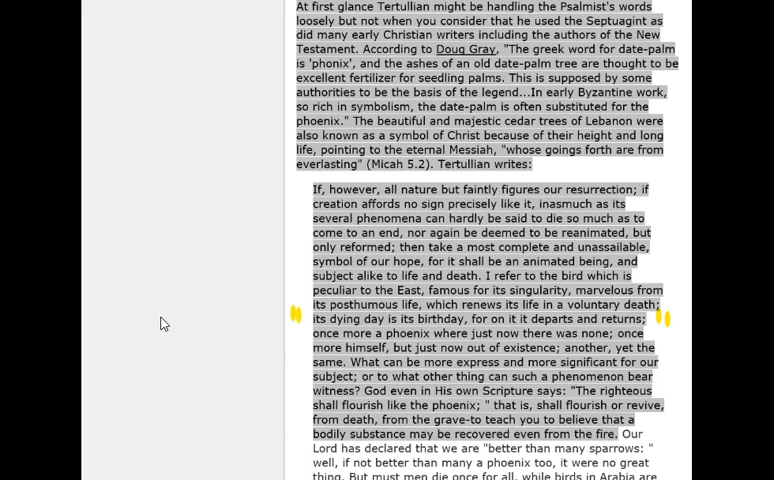 At first glance Tertullian might be handling the Psalmist's words
loosely but not when you consider that he used the Septuagint as
did many early Christian writers including the authors of the New
Testament. According to Doug Gray, "The greek word for date-palm
is 'phonix', and the ashes of an old date-palm tree are thought to be
excellent fertilizer for seedling palms. This is supposed by some
authorities to be the basis of the legend...In early Byzantine work,
so rich in symbolism, the date-palm is often substituted for the
phoenix." The beautiful and majestic cedar trees of Lebanon were
also known as a symbol of Christ because of their height and long
life, pointing to the eternal Messiah, "whose goings forth are from
everlasting" (Micah 5.2). Tertullian writes:
If, however, all nature but faintly figures our resurrection; if
creation affords no sign precisely like it, inasmuch as its
several phenomena can hardly be said to die so much as to
come to an end, nor again be deemed to be reanimated, but
only reformed; then take a most complete and unassailable,
symbol of our hope, for it shall be an animated being, and
subject alike to life and death. I refer to the bird which is
peculiar to the East, famous for its singularity, marvelous from
its posthumous life, which renews its life in a voluntary death;
its dying day is its birthday, for on it it departs and returns;
once more a phoenix where just now there was none; once
more himself, but just now out of existence; another, yet the
same. What can be more express and more significant for our
subject; or to what other thing can such a phenomenon bear
witness? God even in His own Scripture says: "The righteous
shall flourish like the phoenix; " that is, shall flourish or revive,
from death, from the grave-to teach you to believe that a
bodily substance may be recovered even from the fire. Our
Lord has declared that we are "better than many sparrows: "
well, if not better than many a phoenix too, it were no great
thing. But must men die once for all, while birds in Arabia are